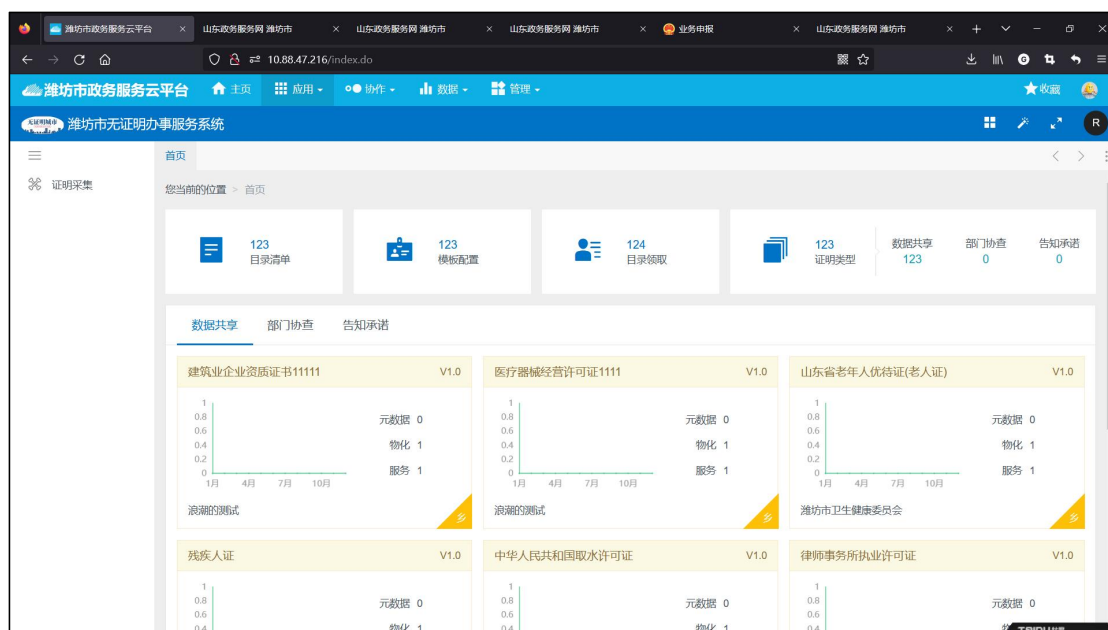 潍坊市政务服务云平台 山东政务服务网 潍坊市 山东政务服务网 潍坊市 山东政务服务网 潍坊市 业务申报 山东政务服务网 潍坊市
10.88.47.216/index.do
潍坊市政务服务云平台 主页 应用 协作 数据 管理 收藏
无证明城市 潍坊市无证明办事服务系统 R
首页
证明采集
您当前的位置 > 首页
123 目录清单
123 模板配置
124 目录领取
123 证明类型
数据共享 部门协查 告知承诺
123 0 0
数据共享 部门协查 告知承诺
建筑业企业资质证书11111 V1.0 医疗器械经营许可证1111 V1.0 山东省老年人优待证(老人证) V1.0
1 1 1
0.8 元数据 0 0.8 元数据 0 0.8 元数据 0
0.6 0.6 0.6
0.4 物化 1 0.4 物化 1 0.4 物化 1
0.2 0.2 0.2
0 服务 1 0 服务 1 0 服务 1
1月 4月 7月 10月 1月 4月 7月 10月 1月 4月 7月 10月
浪潮的测试 乡 浪潮的测试 乡 潍坊市卫生健康委员会 乡
残疾人证 V1.0 中华人民共和国取水许可证 V1.0 律师事务所执业许可证 V1.0
1 1 1
0.8 元数据 0 0.8 元数据 0 0.8 元数据 0
0.6 0.6 0.6
0.4 物化 1 0.4 物化 1 0.4